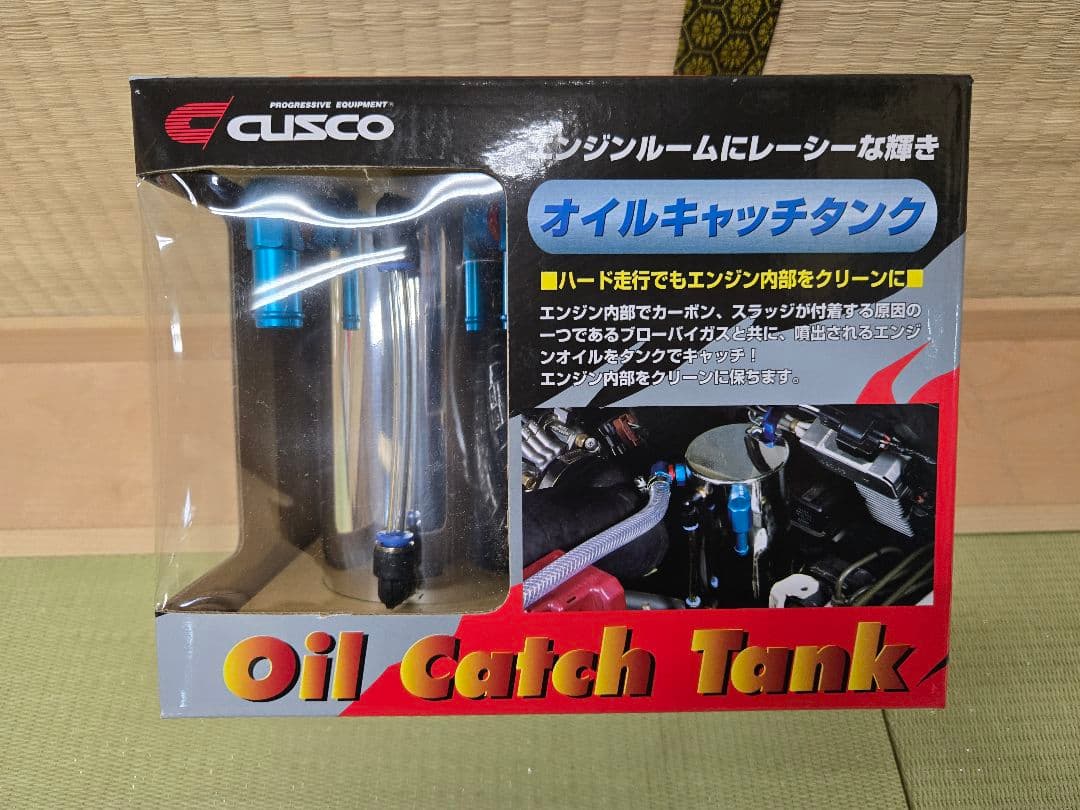 PROGRESSIVE EQUIPMENT®
CUSCO
エンジンルームにレーシーな輝き
オイルキャッチタンク
■ハード走行でもエンジン内部をクリーンに■
エンジン内部でカーボン、スラッジが付着する原因の
一つであるブローバイガスと共に、噴出されるエンジ
ンオイルをタンクでキャッチ!
エンジン内部をクリーンに保ちます。
Oil Catch Tank